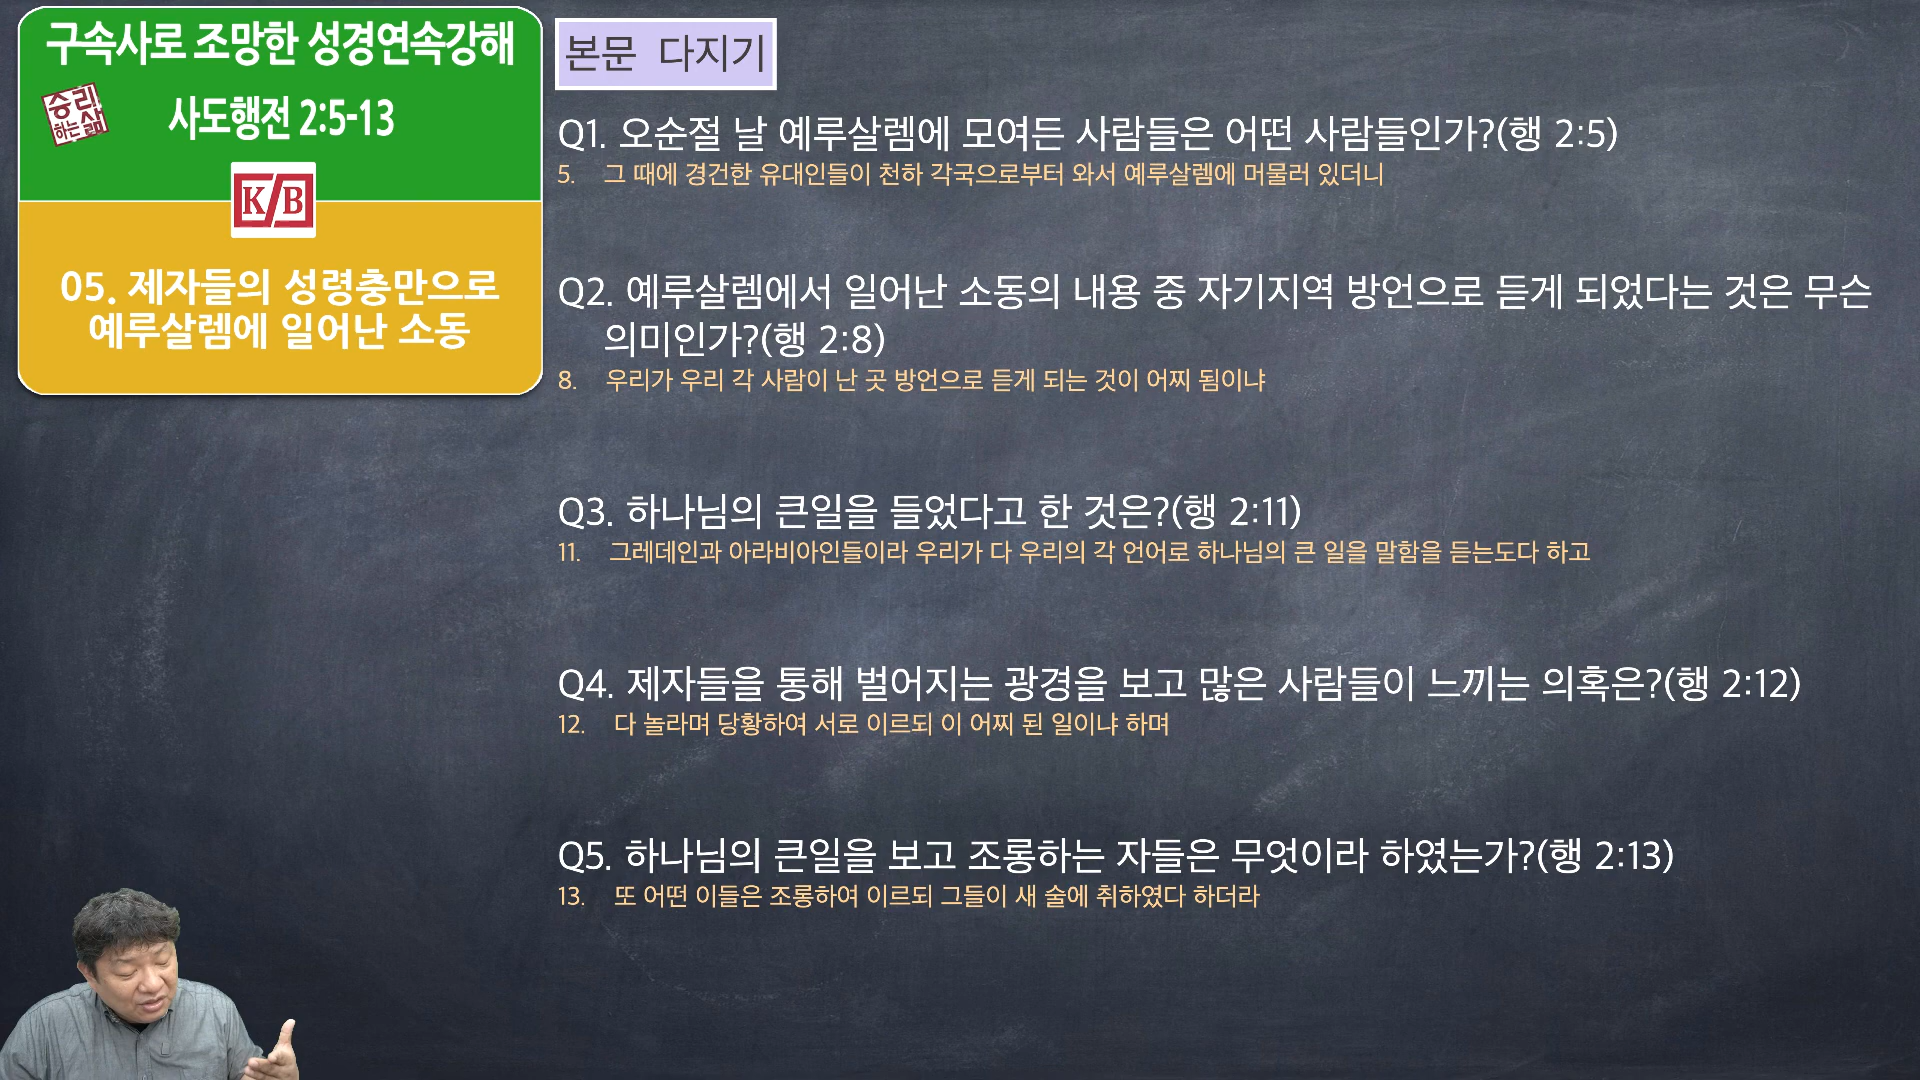 구속사로 조망한 성경연속강해
승리
하는 삶
사도행전 2:5-13
K/B
05. 제자들의 성령충만으로
예루살렘에 일어난 소동
본문 다지기
Q1. 오순절 날 예루살렘에 모여든 사람들은 어떤 사람들인가?(행 2:5)
5. 그 때에 경건한 유대인들이 천하 각국으로부터 와서 예루살렘에 머물러 있더니
Q2. 예루살렘에서 일어난 소동의 내용 중 자기지역 방언으로 듣게 되었다는 것은 무슨
의미인가?(행 2:8)
8. 우리가 우리 각 사람이 난 곳 방언으로 듣게 되는 것이 어찌 됨이냐
Q3. 하나님의 큰일을 들었다고 한 것은?(행 2:11)
11. 그레데인과 아라비아인들이라 우리가 다 우리의 각 언어로 하나님의 큰 일을 말함을 듣는도다 하고
Q4. 제자들을 통해 벌어지는 광경을 보고 많은 사람들이 느끼는 의혹은?(행 2:12)
12. 다 놀라며 당황하여 서로 이르되 이 어찌 된 일이냐 하며
Q5. 하나님의 큰일을 보고 조롱하는 자들은 무엇이라 하였는가?(행 2:13)
13. 또 어떤 이들은 조롱하여 이르되 그들이 새 술에 취하였다 하더라